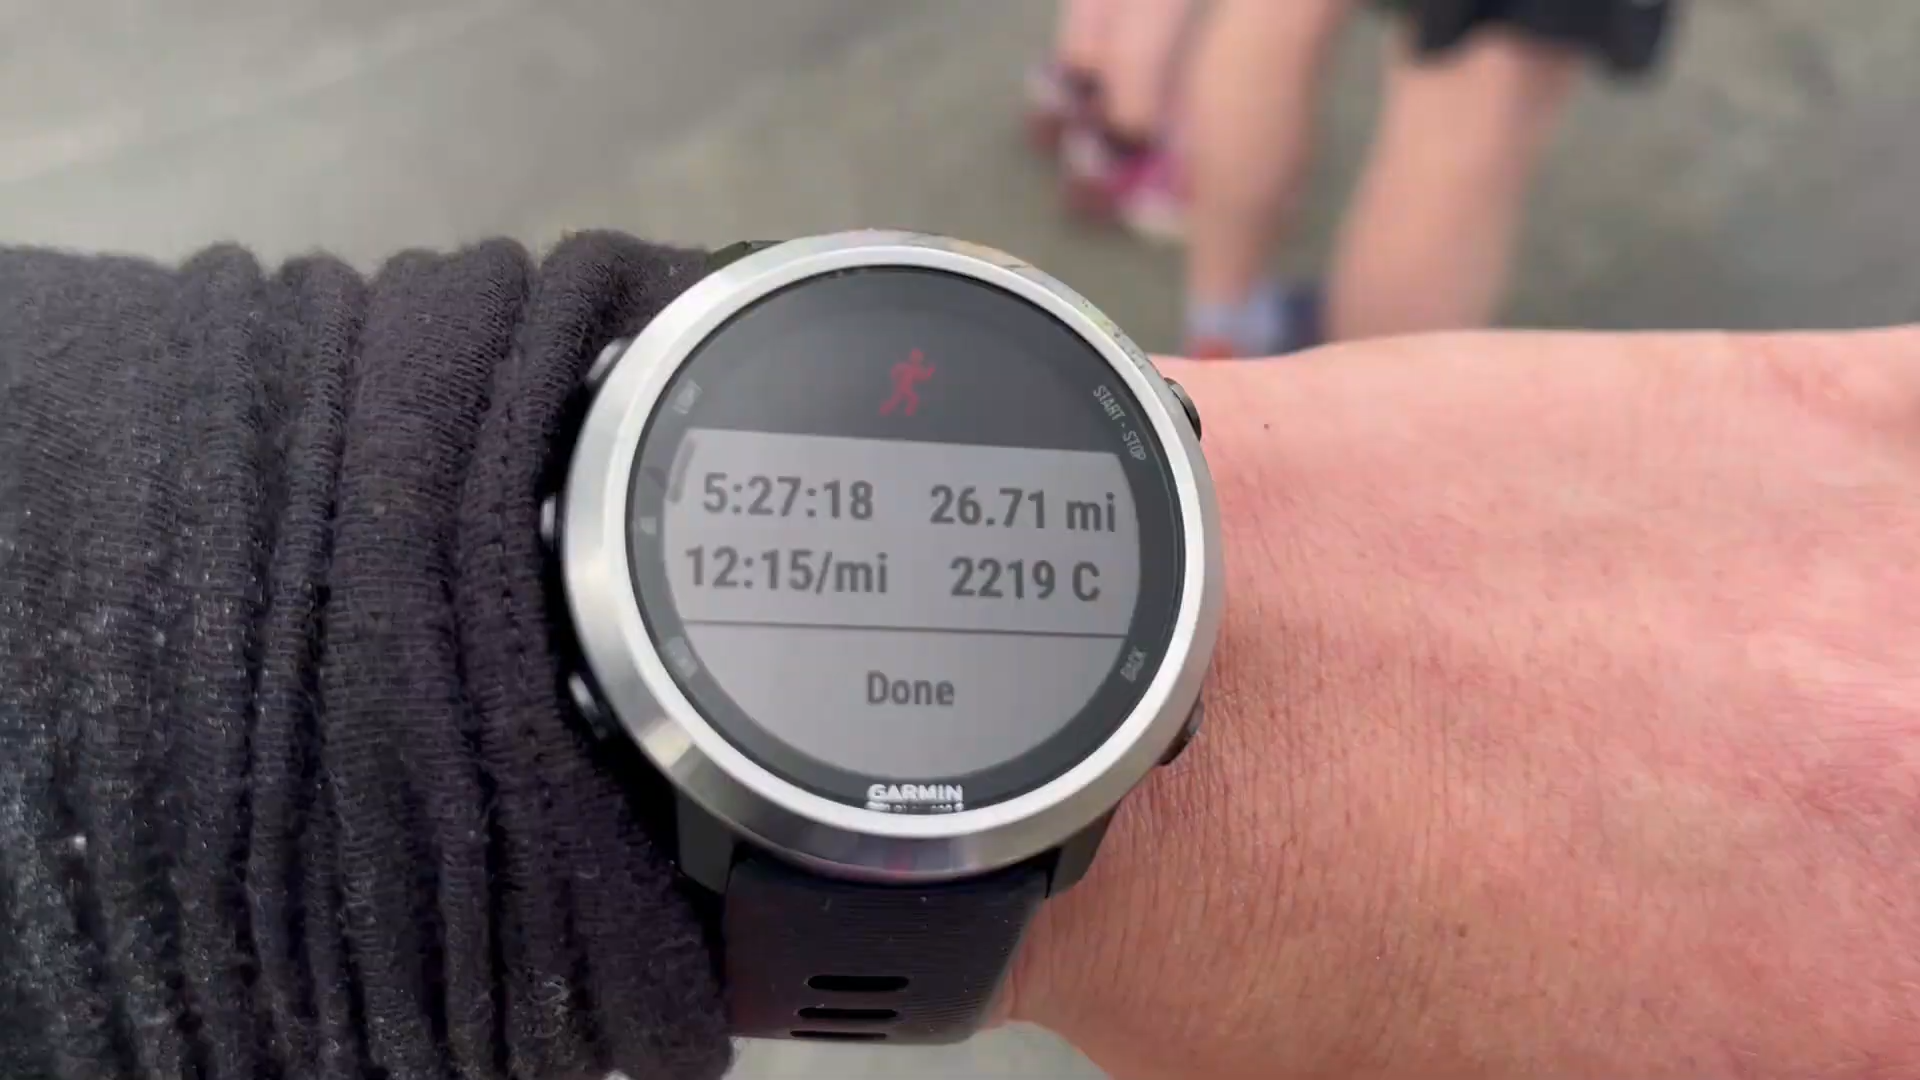 START • STOP
5:27:18 26.71 mi
12:15/mi 2219 C
BACK
Done
GARMIN